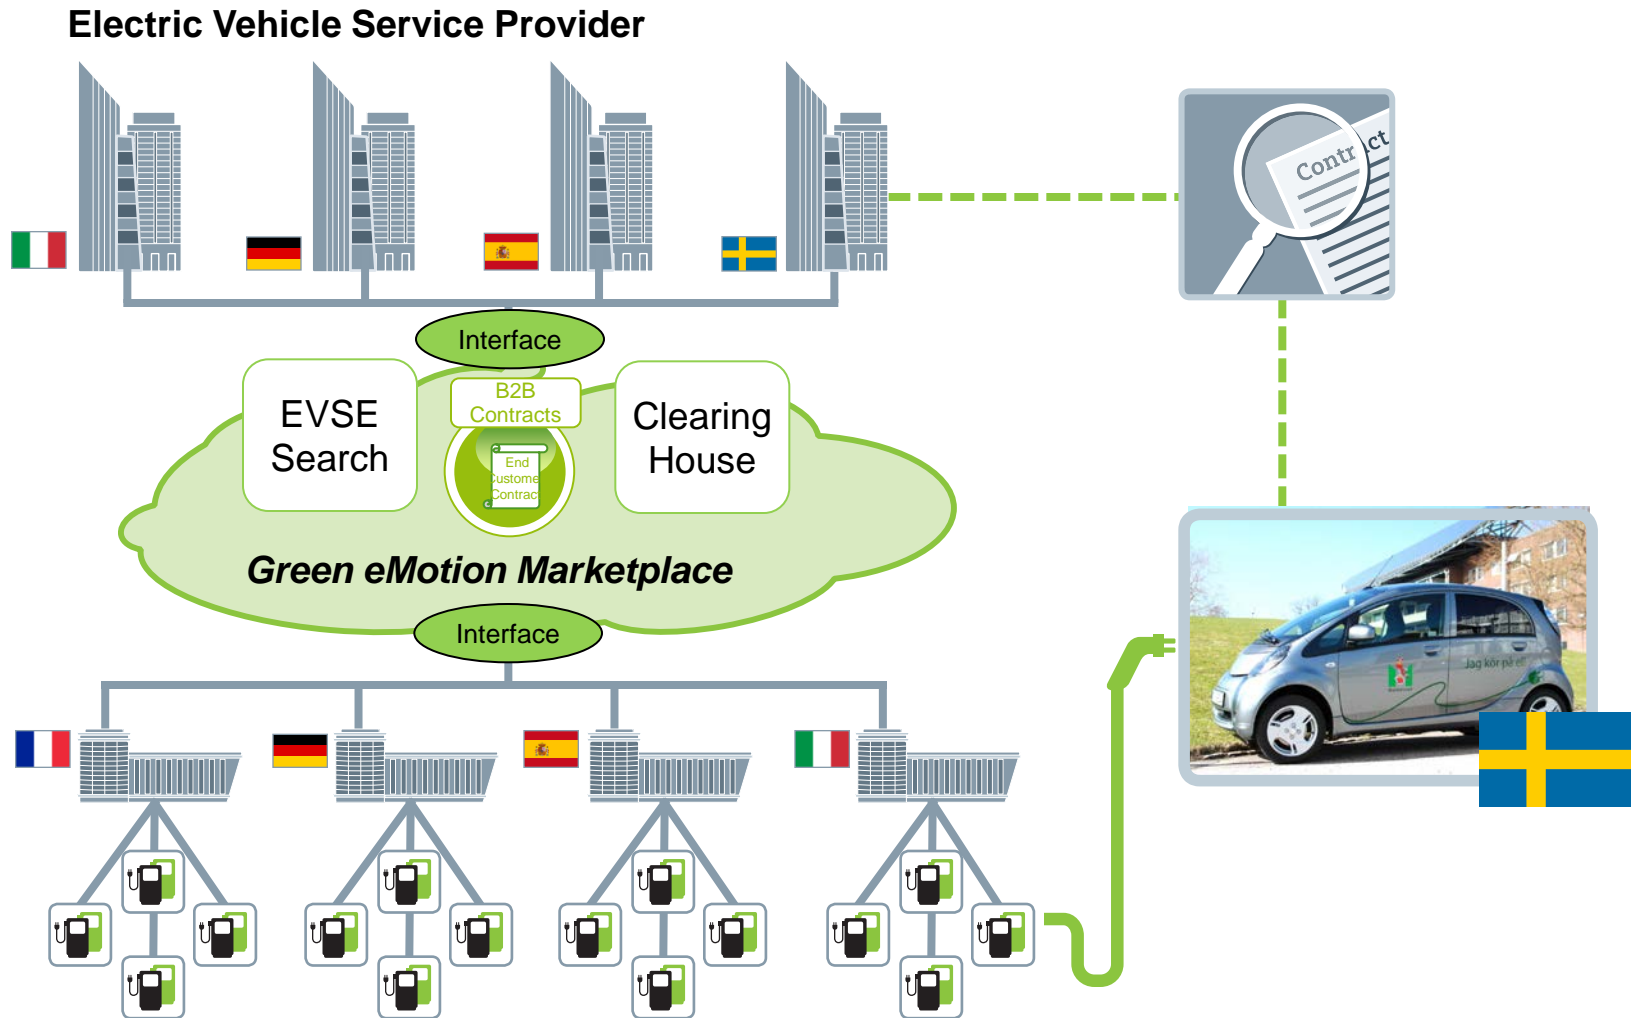 Electric Vehicle Service Provider
Contract
Interface
EVSE
Search
B2B
Contracts
End
Customer
Contract
Clearing
House
Green eMotion Marketplace
Interface
Jag kör på el!